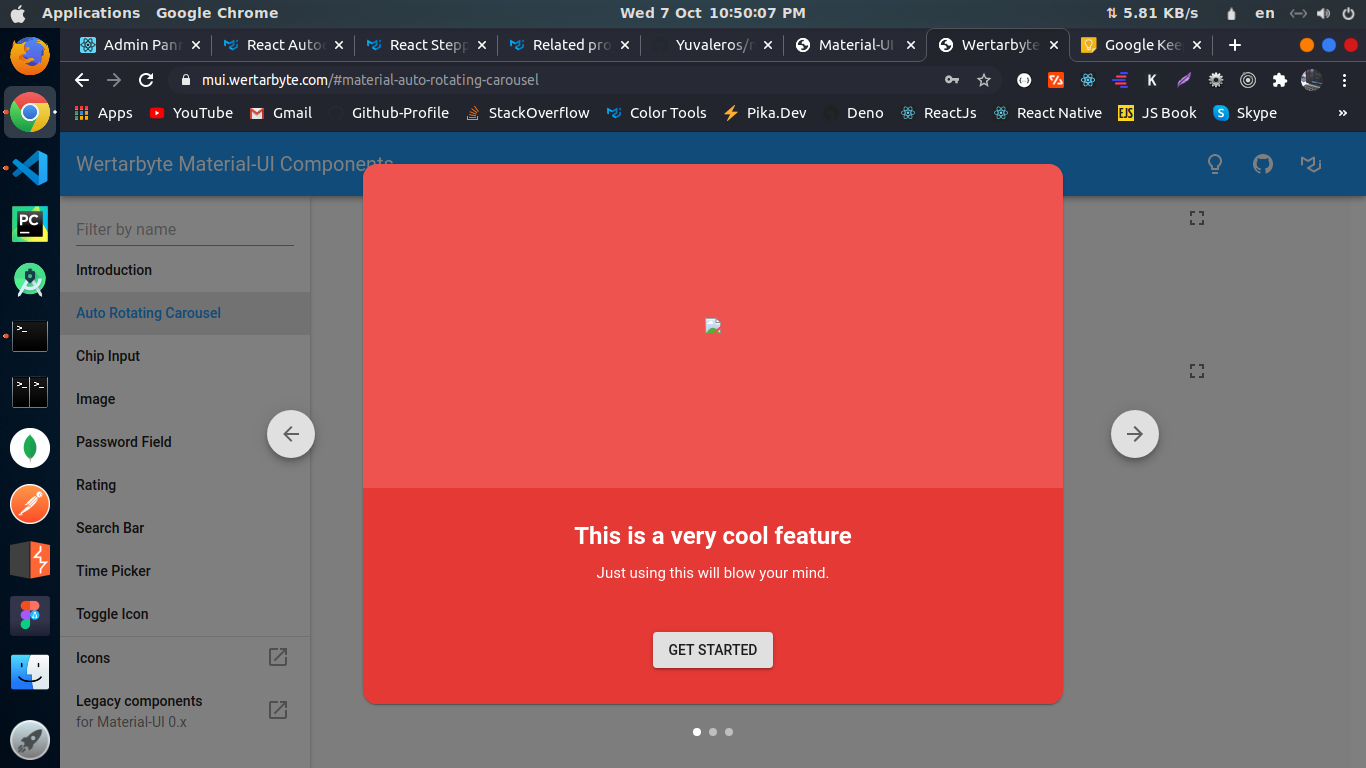 Applications Google Chrome Wed 7 Oct 10:50:07 PM 5.81 KB/s en
Admin Pan React Auto React Stepp Related pro Yuvaleros/ Material-UI Wertarbyte Google Kee
mui.wertarbyte.com/#material-auto-rotating-carousel
Apps YouTube Gmail Github-Profile StackOverflow Color Tools Pika.Dev Deno ReactJs React Native EJS JS Book Skype »
Wertarbyte Material-UI Components
Filter by name
Introduction
Auto Rotating Carousel
Chip Input
Image
Password Field
Rating
Search Bar
Time Picker
Toggle Icon
Icons
Legacy components
for Material-UI 0.x
This is a very cool feature
Just using this will blow your mind.
GET STARTED
PC
>_
>_ >_